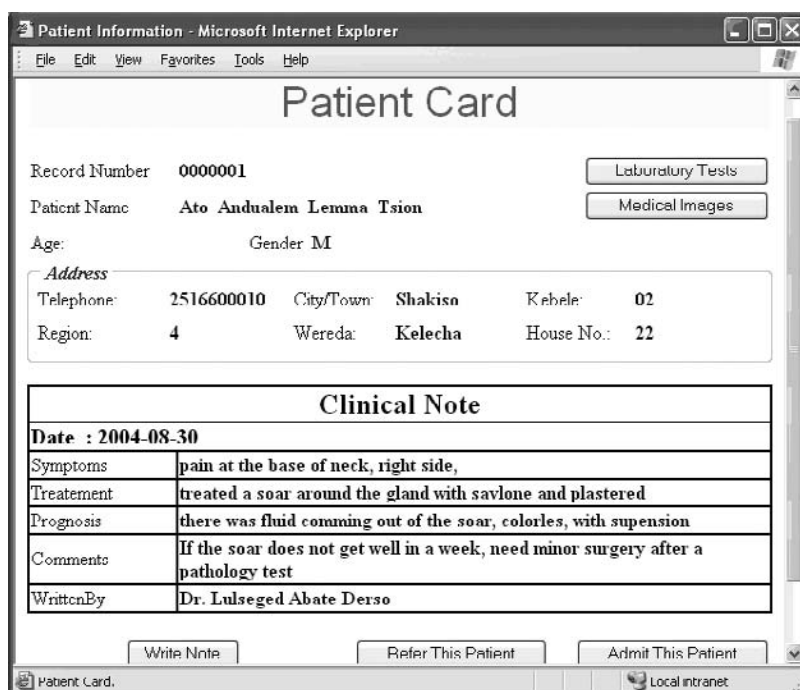 Patient Information - Microsoft Internet Explorer
File Edit View Favorites Tools Help
Patient Card
Record Number 0000001 Laboratory Tests
Patient Name Ato Andualem Lemma Tsion Medical Images
Age: Gender M
Address
Telephone: 2516600010 City/Town: Shakiso Kebele: 02
Region: 4 Wereda: Kelecha House No.: 22
Clinical Note
Date : 2004-08-30
Symptoms pain at the base of neck, right side,
Treatement treated a soar around the gland with savlone and plastered
Prognosis there was fluid comming out of the soar, colorles, with supension
Comments If the soar does not get well in a week, need minor surgery after a
pathology test
WrittenBy Dr. Lulseged Abate Derso
Write Note Refer This Patient Admit This Patient
Patient Card. Local intranet